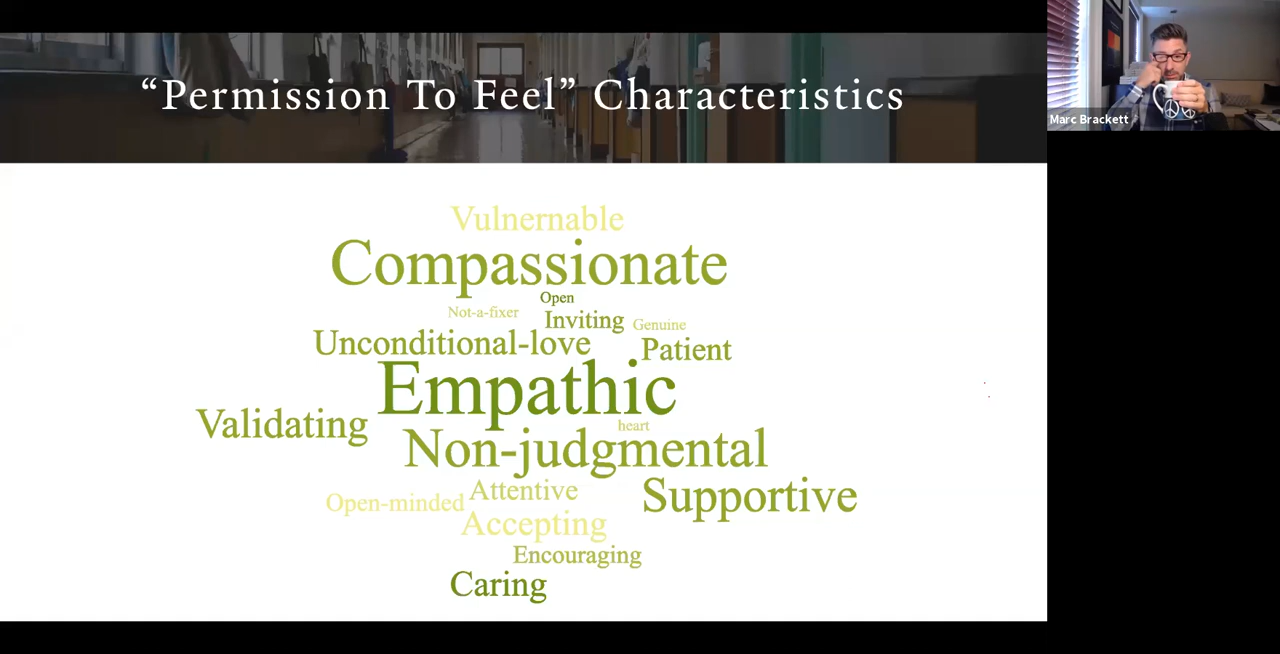 “Permission To Feel” Characteristics
Marc Brackett
Vulnernable
Compassionate
Open
Not-a-fixer
Inviting
Genuine
Unconditional-love
Patient
Empathic
Validating
heart
Non-judgmental
Attentive
Supportive
Open-minded
Accepting
Encouraging
Caring